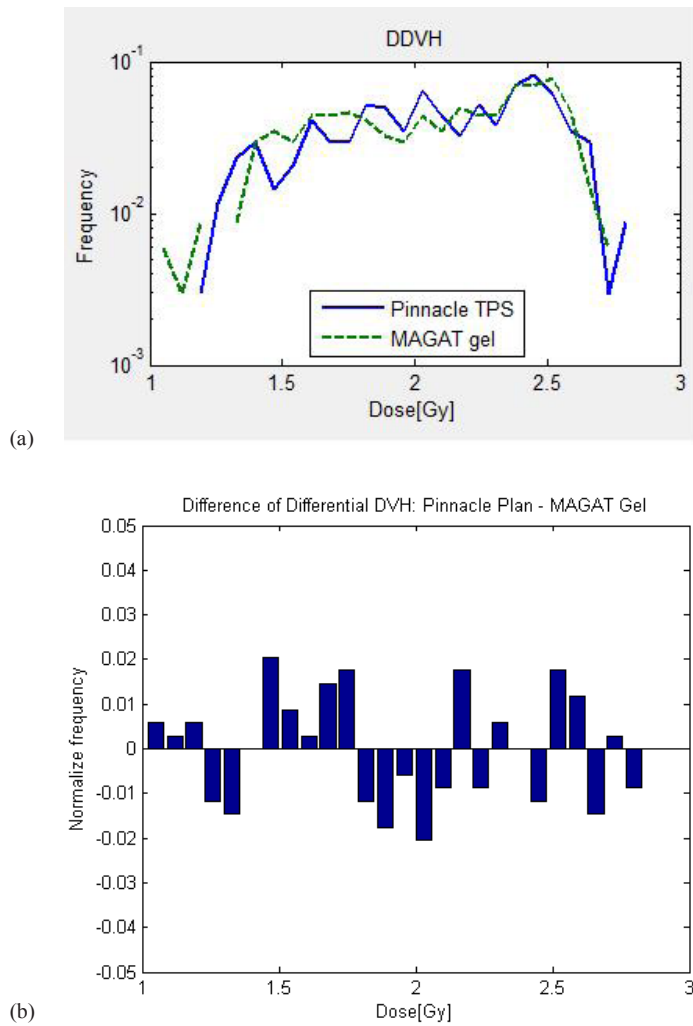 DDVH
10^-1
10^-2
10^-3
Frequency
Pinnacle TPS
MAGAT gel
1
1.5
2
2.5
3
Dose[Gy]
(a)
Difference of Differential DVH: Pinnacle Plan - MAGAT Gel
0.05
0.04
0.03
0.02
0.01
0
-0.01
-0.02
-0.03
-0.04
-0.05
Normalize frequency
1
1.5
2
2.5
3
Dose[Gy]
(b)